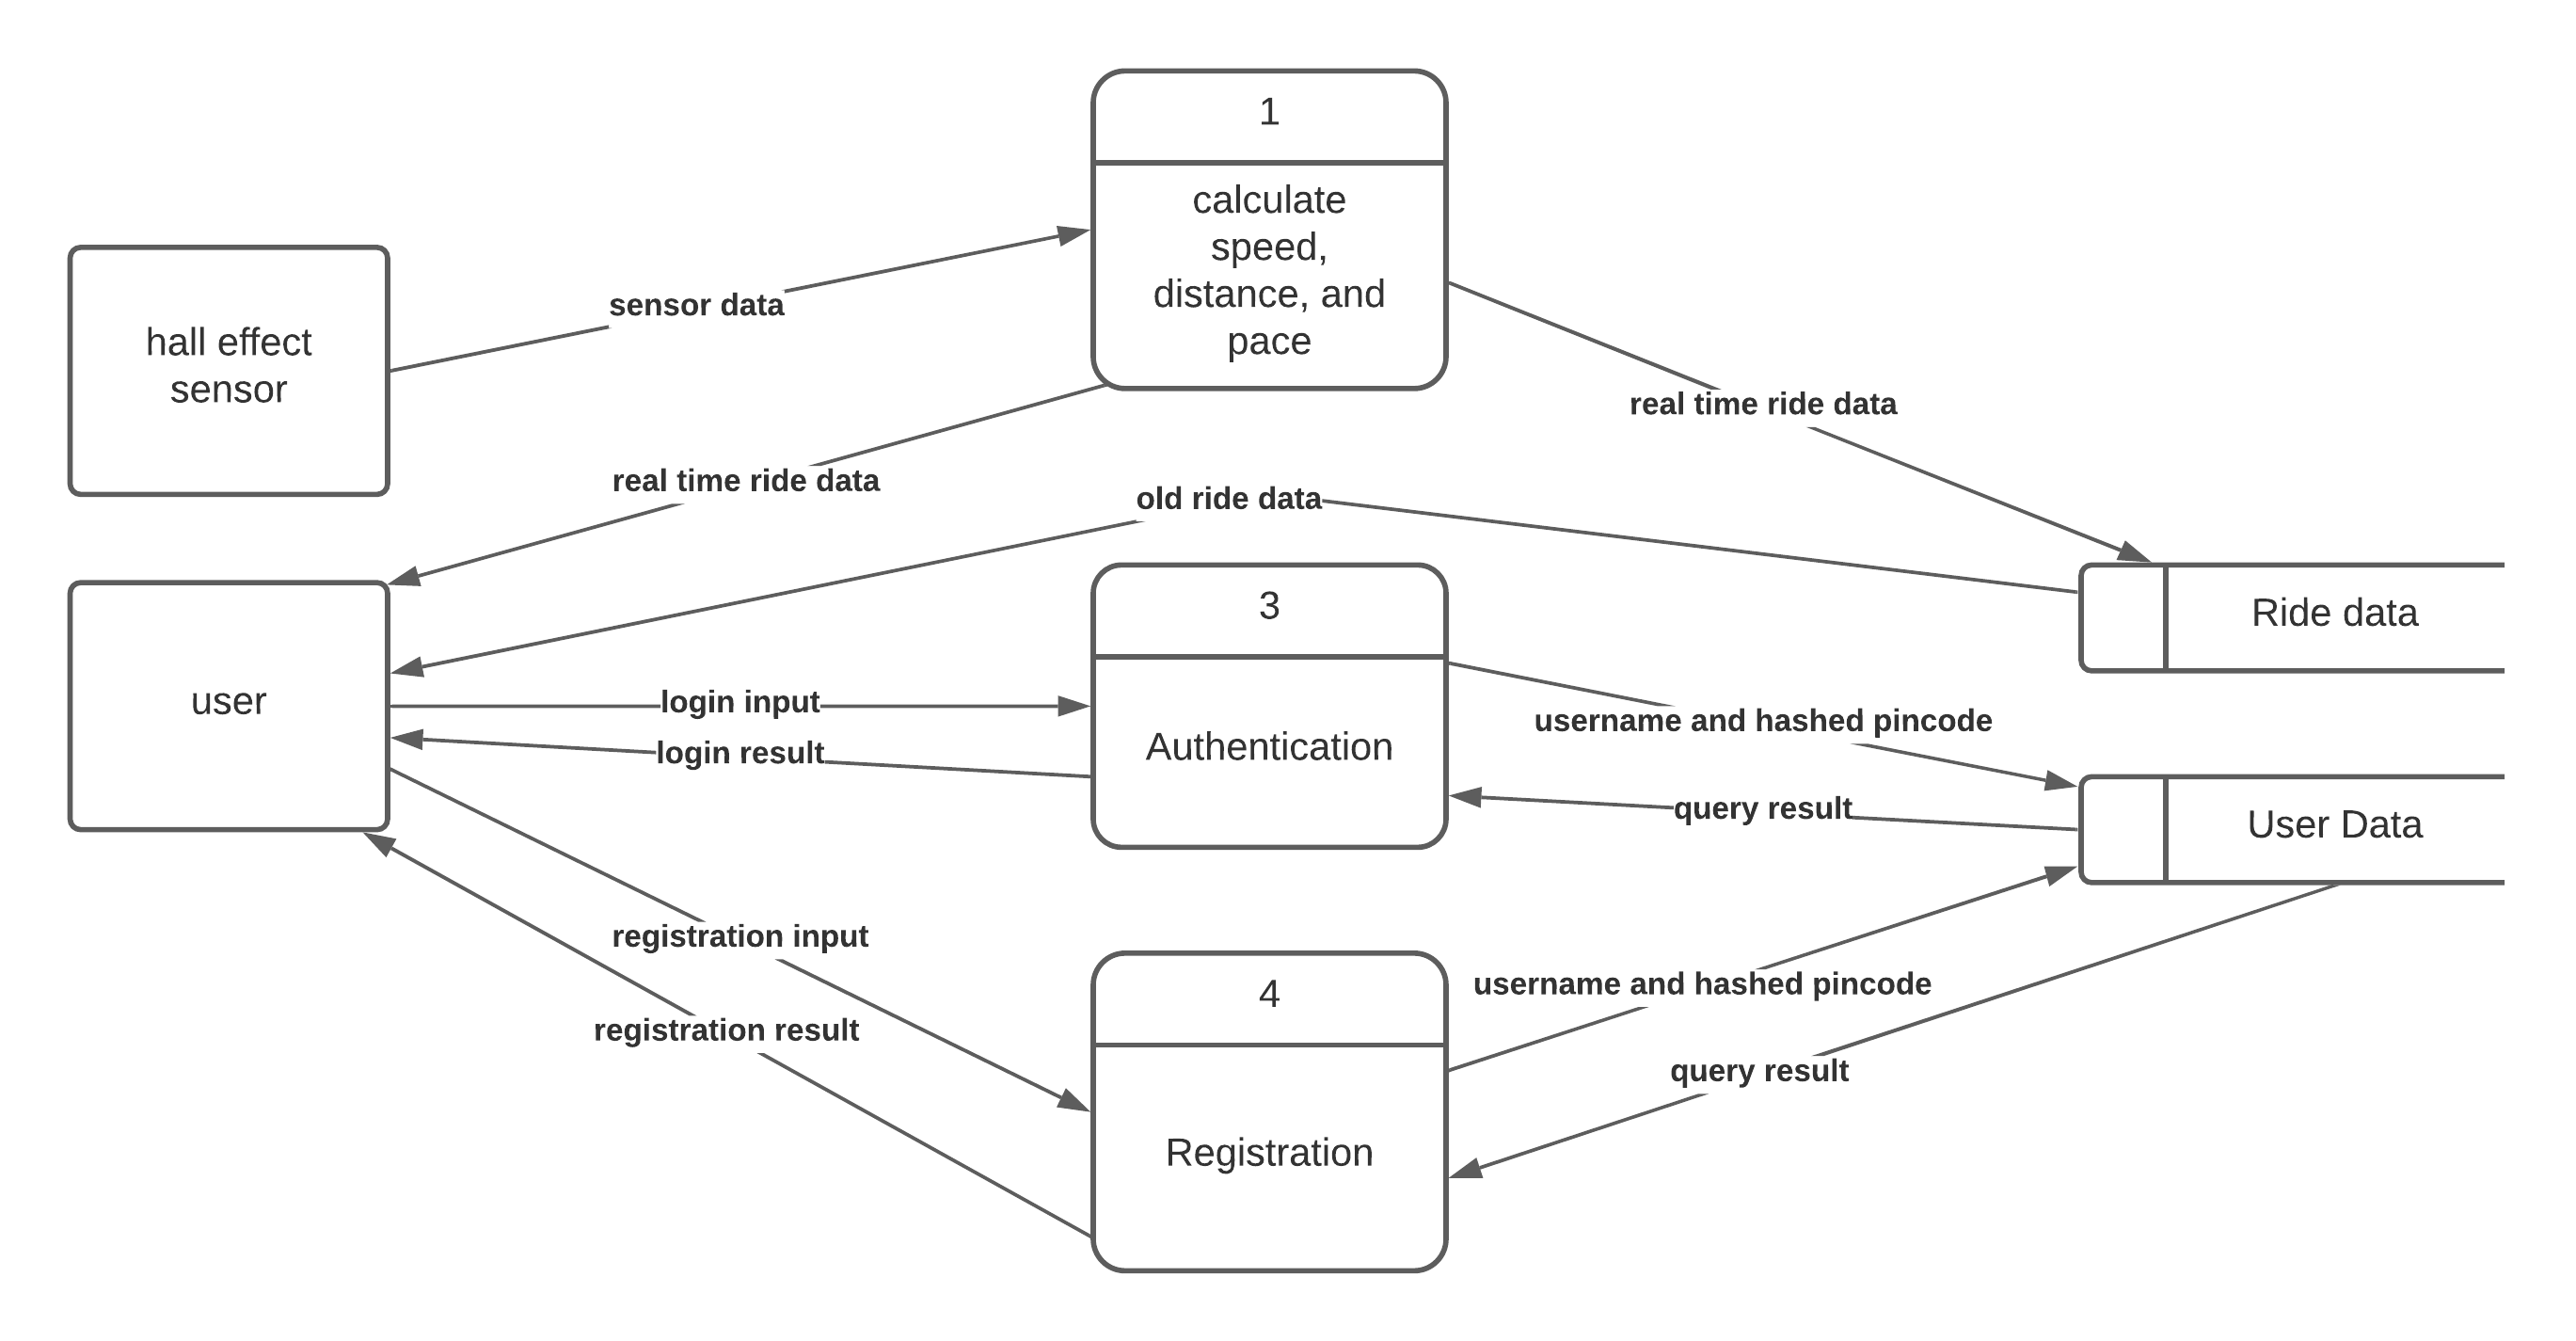 1
calculate
speed,
distance, and
pace
hall effect
sensor
sensor data
real time ride data
real time ride data
old ride data
3
Authentication
Ride data
user
login input
login result
username and hashed pincode
query result
User Data
registration input
registration result
4
Registration
username and hashed pincode
query result